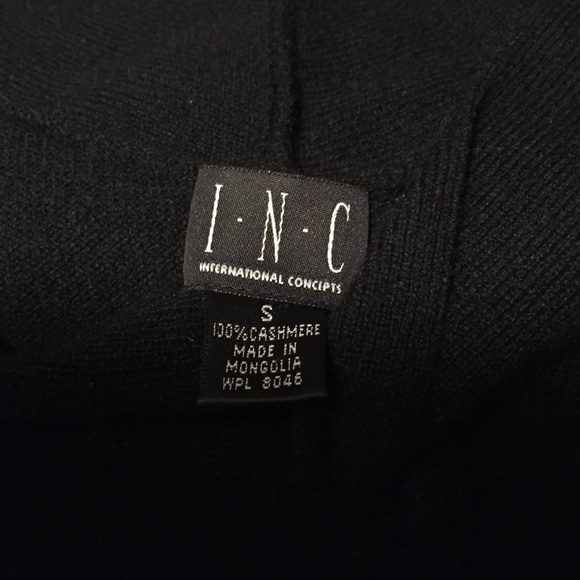 I·N·C
INTERNATIONAL CONCEPTS
S
100%CASHMERE
MADE IN
MONGOLIA
WPL 8046